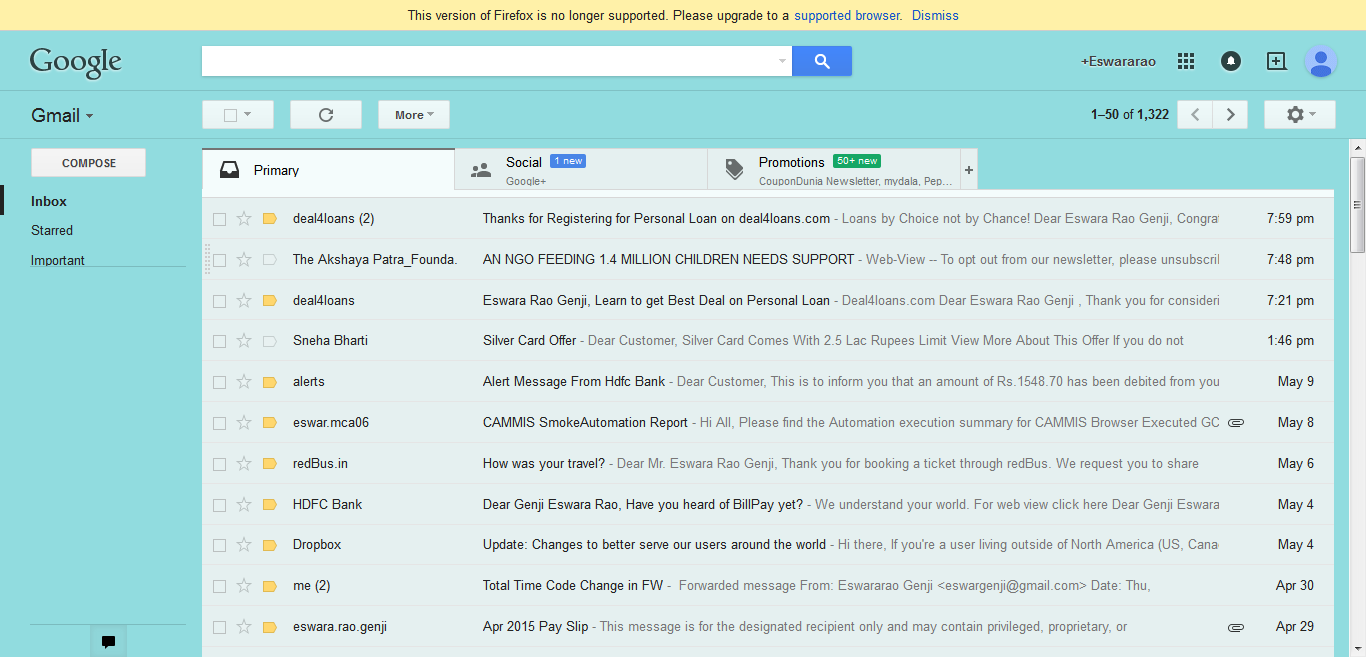 This version of Firefox is no longer supported. Please upgrade to a supported browser. Dismiss
Google
+Eswararao
Gmail
More
1–50 of 1,322
COMPOSE
Inbox
Starred
Important
Primary
Social 1 new
Google+
Promotions 50+ new
CouponDunia Newsletter, mydala, Pep...
+
deal4loans (2) Thanks for Registering for Personal Loan on deal4loans.com - Loans by Choice not by Chance! Dear Eswara Rao Genji, Congra 7:59 pm
The Akshaya Patra_Founda. AN NGO FEEDING 1.4 MILLION CHILDREN NEEDS SUPPORT - Web-View -- To opt out from our newsletter, please unsubscri 7:48 pm
deal4loans Eswara Rao Genji, Learn to get Best Deal on Personal Loan - Deal4loans.com Dear Eswara Rao Genji , Thank you for consideri 7:21 pm
Sneha Bharti Silver Card Offer - Dear Customer, Silver Card Comes With 2.5 Lac Rupees Limit View More About This Offer If you do not 1:46 pm
alerts Alert Message From Hdfc Bank - Dear Customer, This is to inform you that an amount of Rs.1548.70 has been debited from you May 9
eswar.mca06 CAMMIS SmokeAutomation Report - Hi All, Please find the Automation execution summary for CAMMIS Browser Executed GC May 8
redBus.in How was your travel? - Dear Mr. Eswara Rao Genji, Thank you for booking a ticket through redBus. We request you to share May 6
HDFC Bank Dear Genji Eswara Rao, Have you heard of BillPay yet? - We understand your world. For web view click here Dear Genji Eswara May 4
Dropbox Update: Changes to better serve our users around the world - Hi there, If you're a user living outside of North America (US, Cana May 4
me (2) Total Time Code Change in FW - Forwarded message From: Eswararao Genji <eswargenji@gmail.com> Date: Thu, Apr 30
eswara.rao.genji Apr 2015 Pay Slip - This message is for the designated recipient only and may contain privileged, proprietary, or Apr 29